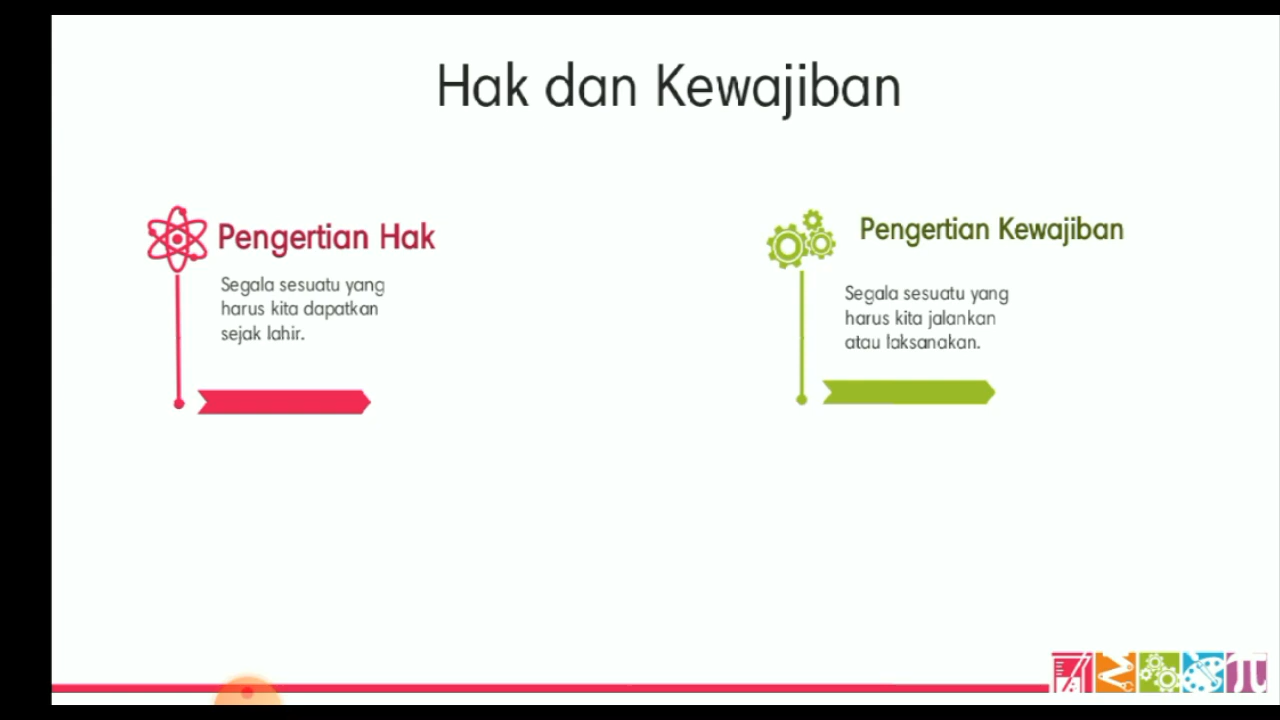 Hak dan Kewajiban
Pengertian Hak
Segala sesuatu yang
harus kita dapatkan
sejak lahir.
Pengertian Kewajiban
Segala sesuatu yang
harus kita jalankan
atau laksanakan.